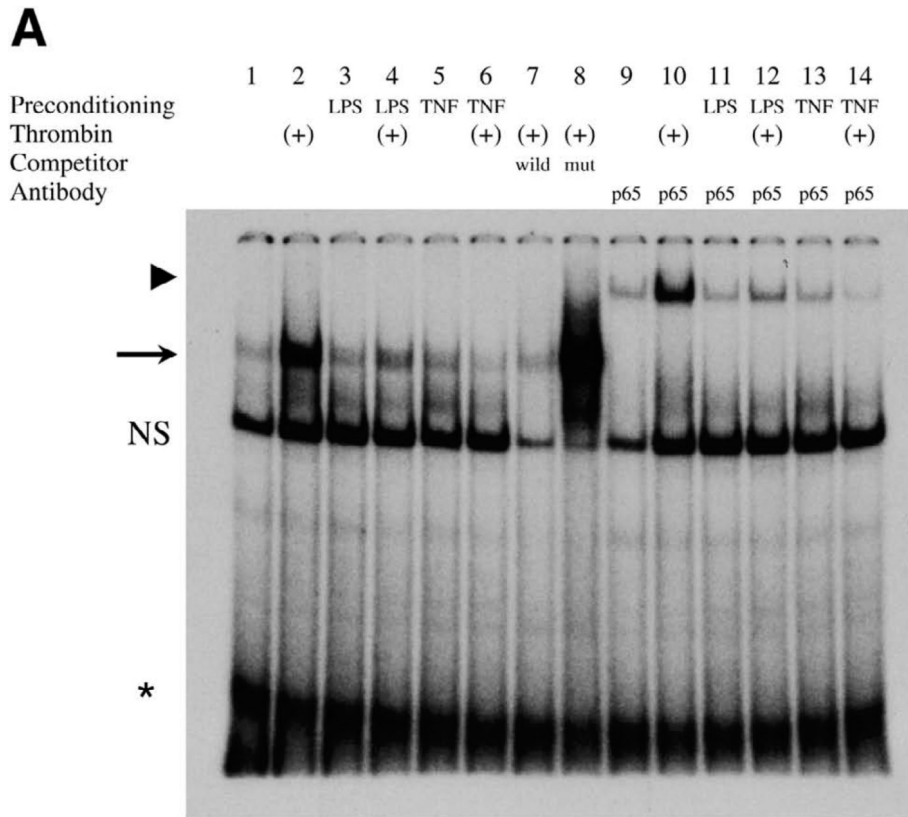 A
1 2 3 4 5 6 7 8 9 10 11 12 13 14
Preconditioning LPS LPS TNF TNF LPS LPS TNF TNF
Thrombin (+) (+) (+) (+) (+) (+) (+) (+)
Competitor wild mut
Antibody p65 p65 p65 p65 p65 p65
NS
*